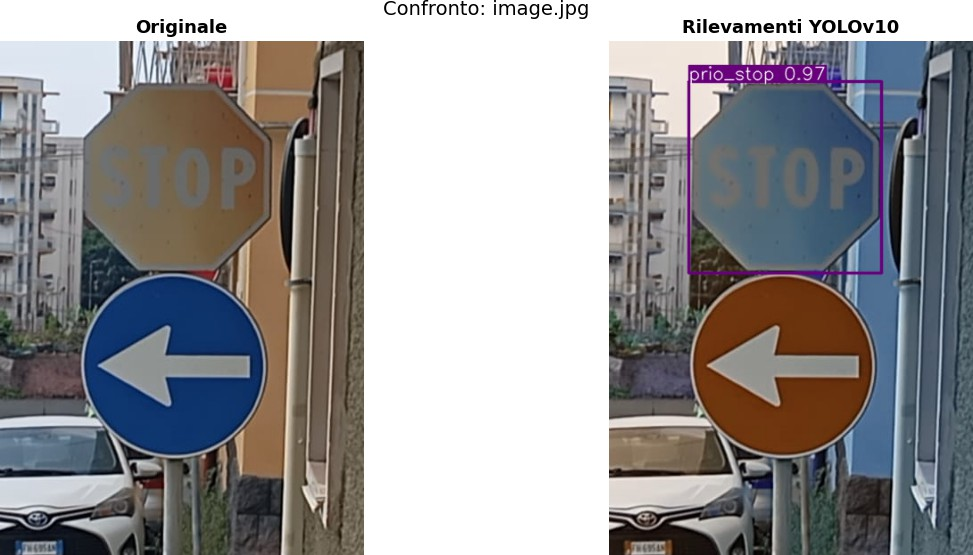 Confronto: image.jpg
Originale
Rilevamenti YOLOv10
STOP
prio_stop 0.97
STOP